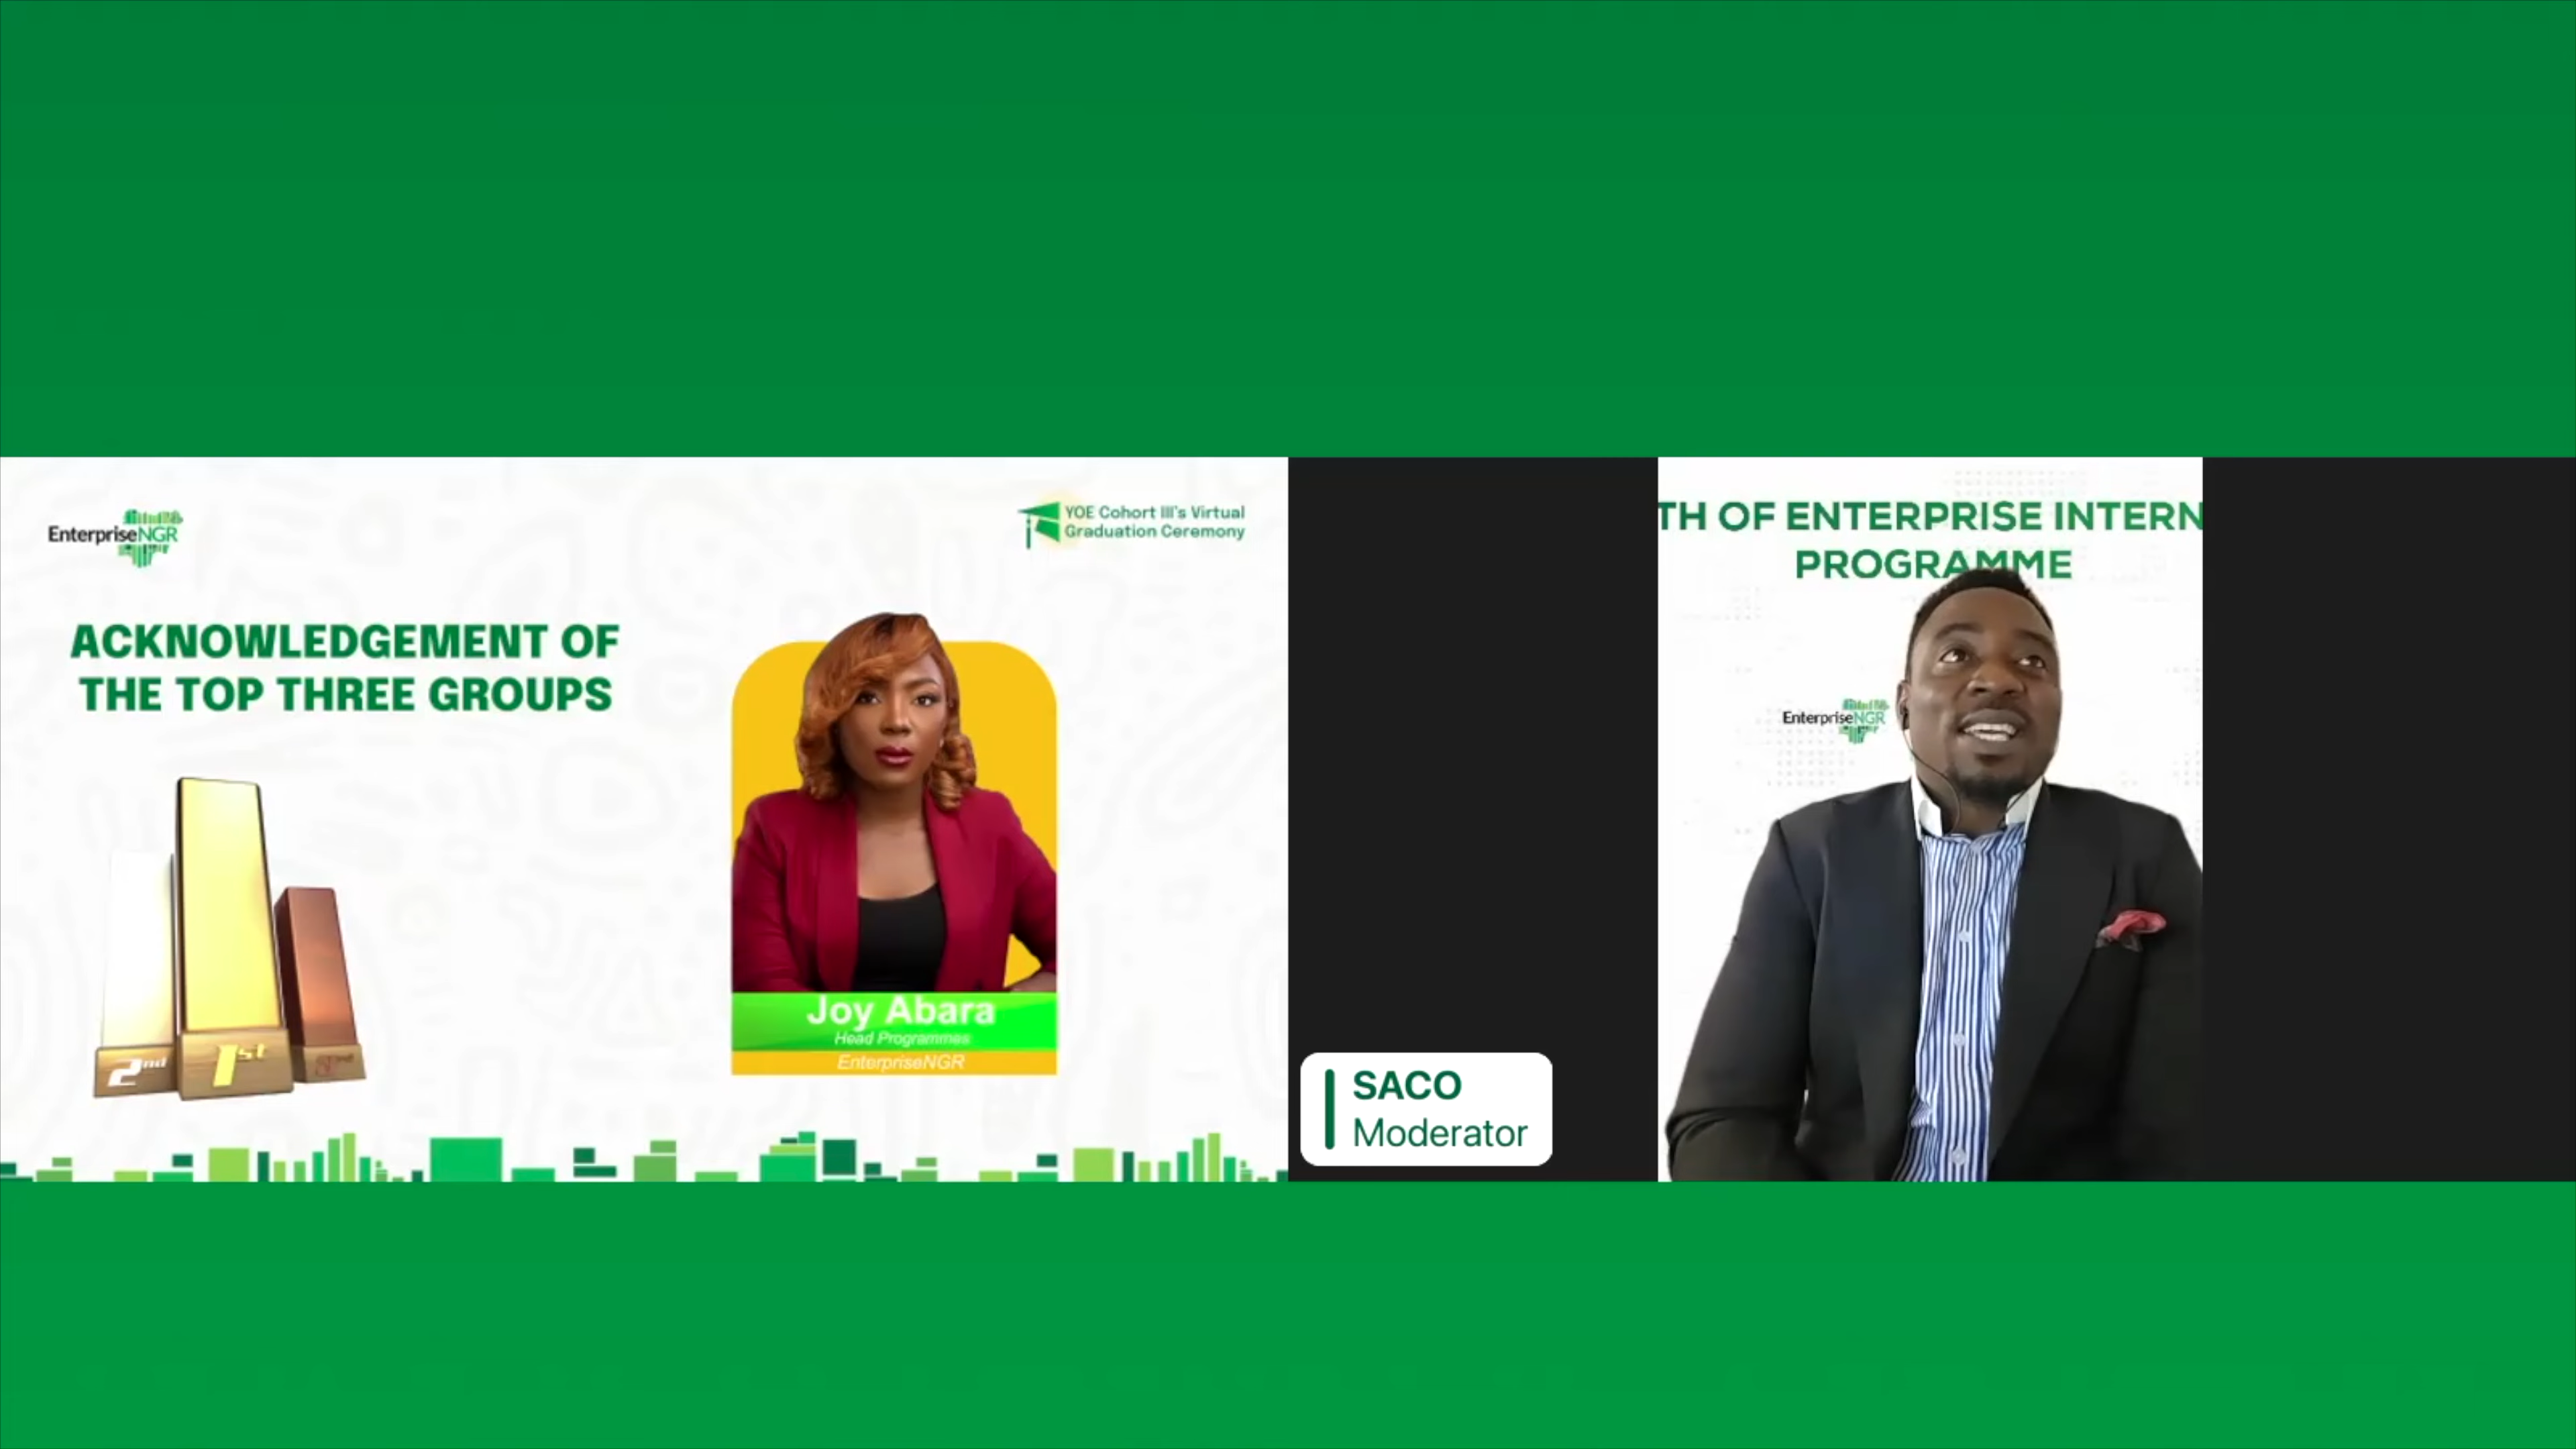 EnterpriseNGR
YOE Cohort III's Virtual
Graduation Ceremony
ACKNOWLEDGEMENT OF
THE TOP THREE GROUPS
2nd
1st
3rd
Joy Abara
Head Programmes
EnterpriseNGR
SACO
Moderator
TH OF ENTERPRISE INTERN
PROGRAMME
EnterpriseNGR